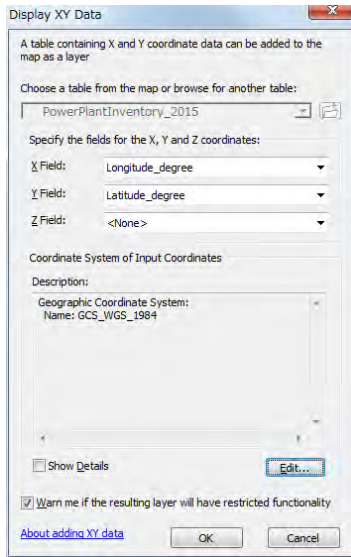 Display XY Data
A table containing X and Y coordinate data can be added to the
map as a layer
Choose a table from the map or browse for another table:
PowerPlantInventory_2015
Specify the fields for the X, Y and Z coordinates:
X Field: Longitude_degree
Y Field: Latitude_degree
Z Field: <None>
Coordinate System of Input Coordinates
Description:
Geographic Coordinate System:
Name: GCS_WGS_1984
Show Details Edit...
Warn me if the resulting layer will have restricted functionality
About adding XY data OK Cancel